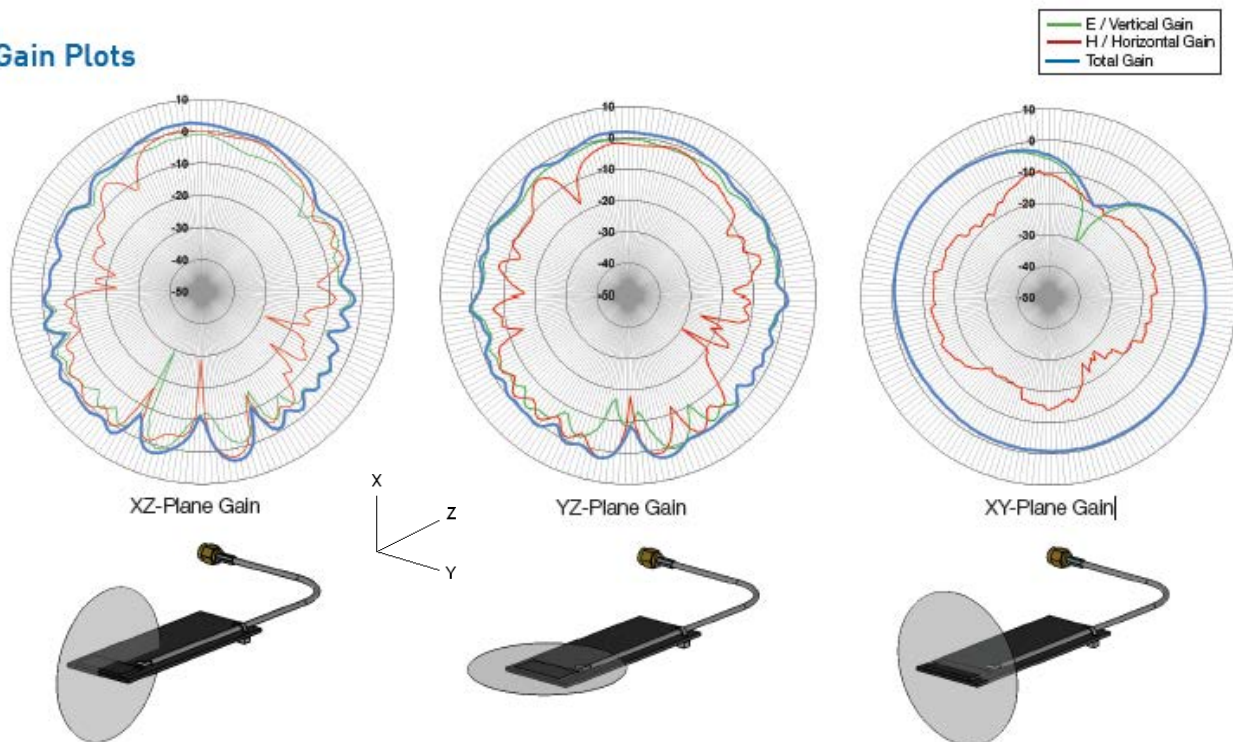 Gain Plots
E / Vertical Gain
H / Horizontal Gain
Total Gain
10
0
-10
-20
-30
-40
-50
10
0
-10
-20
-30
-40
-50
10
0
-10
-20
-30
-40
-50
XZ-Plane Gain
YZ-Plane Gain
XY-Plane Gain
X
Z
Y